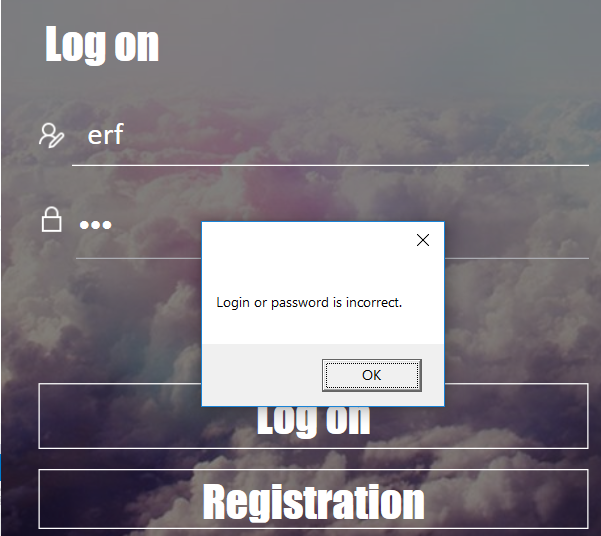 Log on
erf
•••
Login or password is incorrect.
OK
Log on
Registration